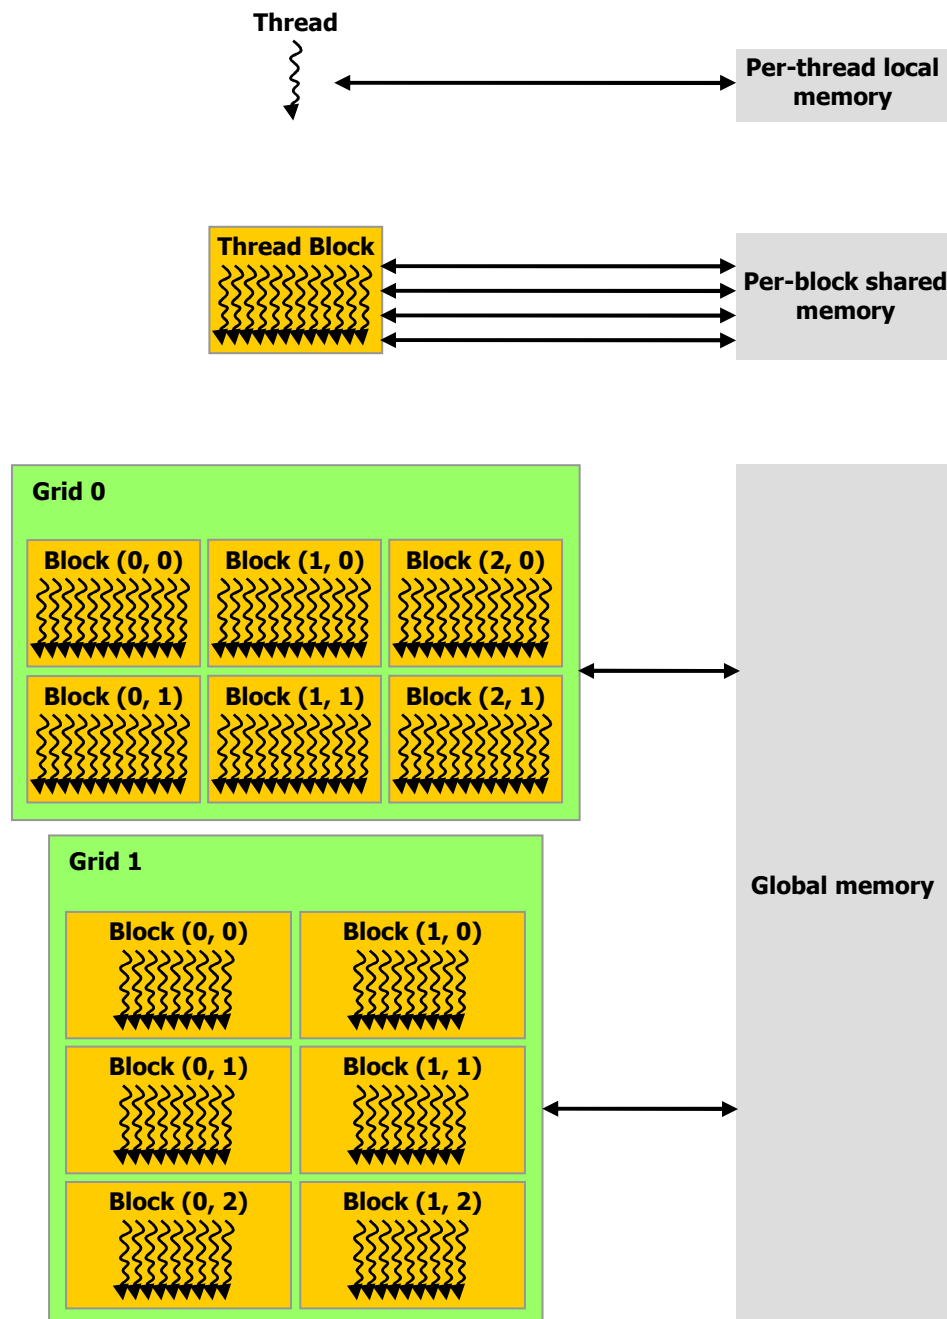 Thread
Per-thread local
memory
Thread Block
Per-block shared
memory
Grid 0
Block (0, 0)
Block (1, 0)
Block (2, 0)
Block (0, 1)
Block (1, 1)
Block (2, 1)
Grid 1
Global memory
Block (0, 0)
Block (1, 0)
Block (0, 1)
Block (1, 1)
Block (0, 2)
Block (1, 2)